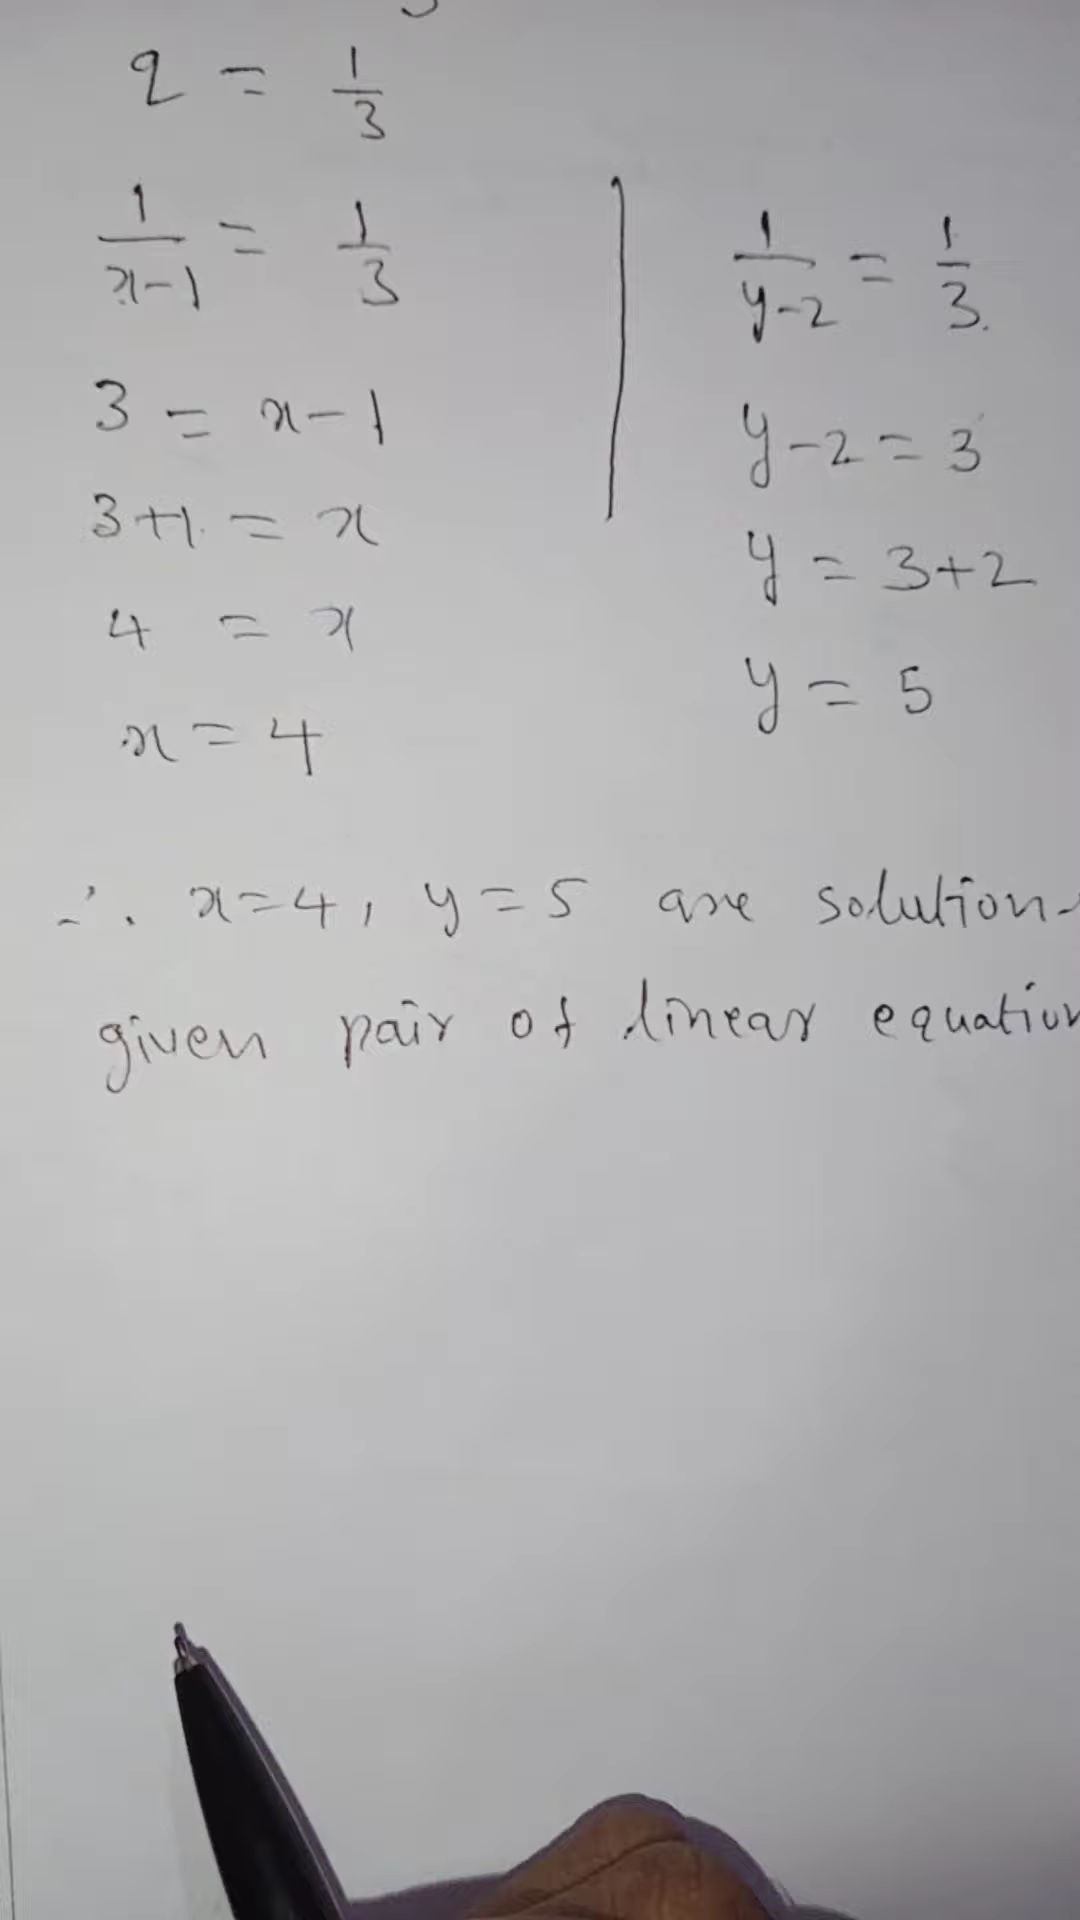 q = 1/3
1/(x-1) = 1/3
3 = x-1
3+1 = x
4 = x
x = 4
1/(y-2) = 1/3.
y-2 = 3
y = 3+2
y = 5
∴ x=4, y=5 are solution
given pair of linear equation